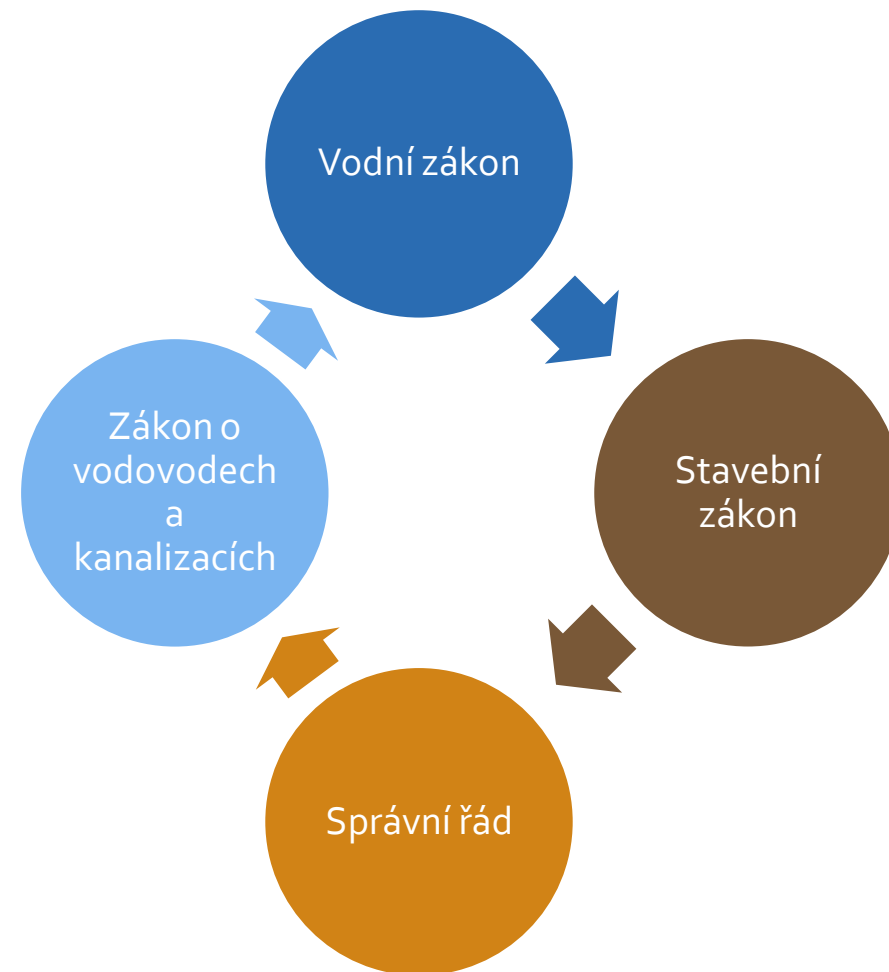 Vodní zákon
Zákon o
vodovodech
a
kanalizacích
Stavební
zákon
Správní řád